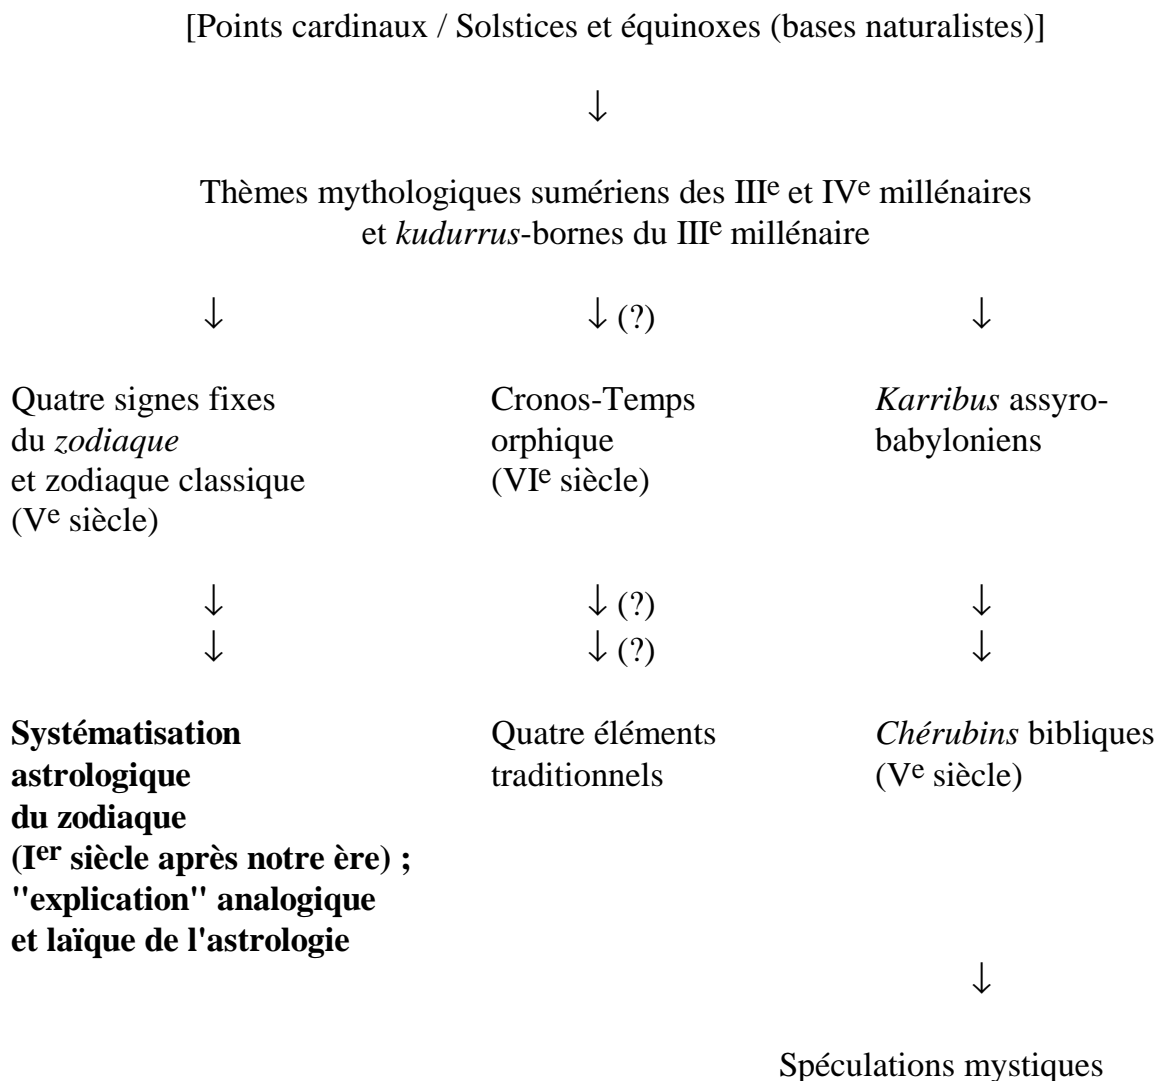 [Points cardinaux / Solstices et équinoxes (bases naturalistes)]
↓
Thèmes mythologiques sumériens des IIIe et IVe millénaires
et kudurrus-bornes du IIIe millénaire
↓ ↓ (?) ↓
Quatre signes fixes
du zodiaque
et zodiaque classique
(Ve siècle)
Cronos-Temps
orphique
(VIe siècle)
Karribus assyro-
babyloniens
↓ ↓ (?) ↓
↓ ↓ (?) ↓
Systématisation
astrologique
du zodiaque
(Ier siècle après notre ère) ;
"explication" analogique
et laïque de l'astrologie
Quatre éléments
traditionnels
Chérubins bibliques
(Ve siècle)
↓
Spéculations mystiques